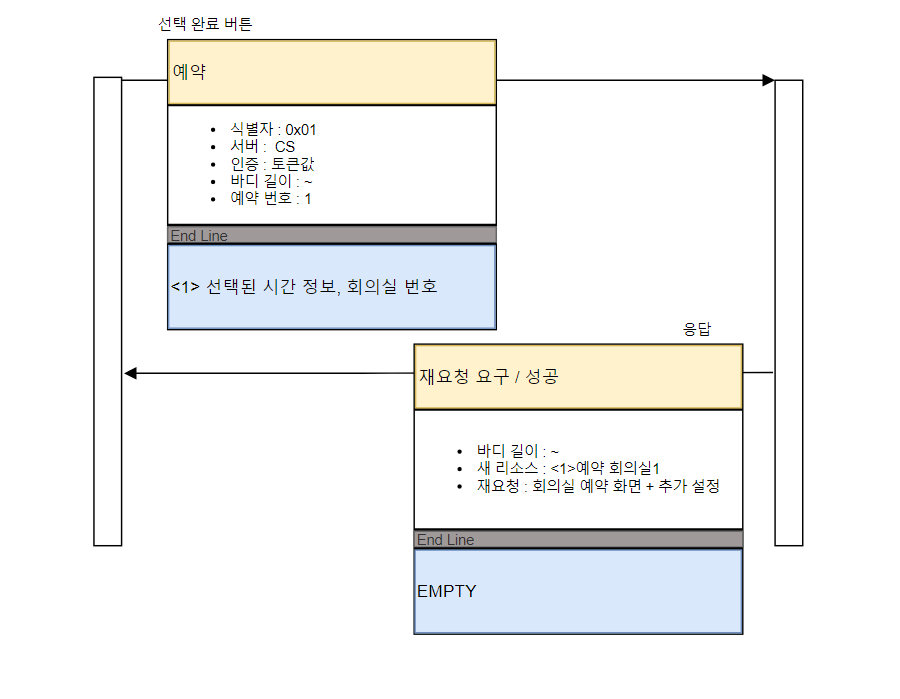 선택 완료 버튼
예약
식별자 : 0x01
서버 : CS
인증 : 토큰값
바디 길이 : ~
예약 번호 : 1
End Line
<1> 선택된 시간 정보, 회의실 번호
응답
재요청 요구 / 성공
바디 길이 : ~
새 리소스 : <1>예약 회의실1
재요청 : 회의실 예약 화면 + 추가 설정
End Line
EMPTY